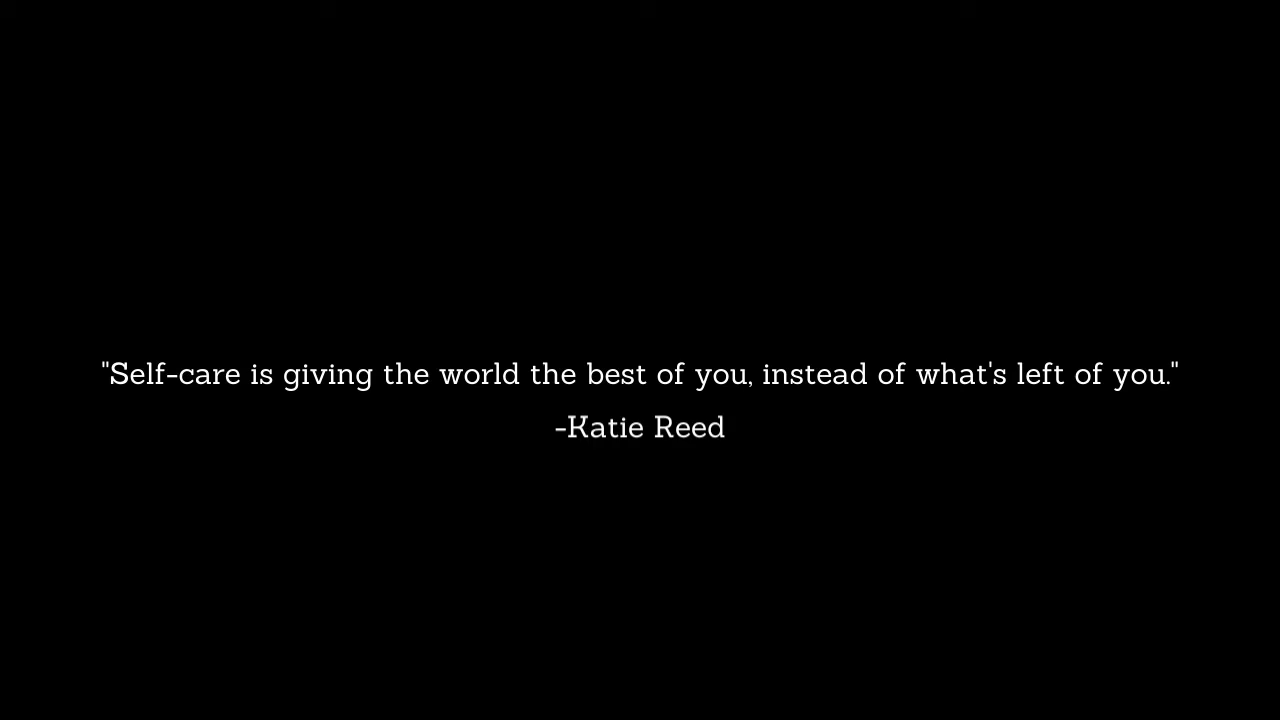 "Self-care is giving the world the best of you, instead of what's left of you."
-Katie Reed